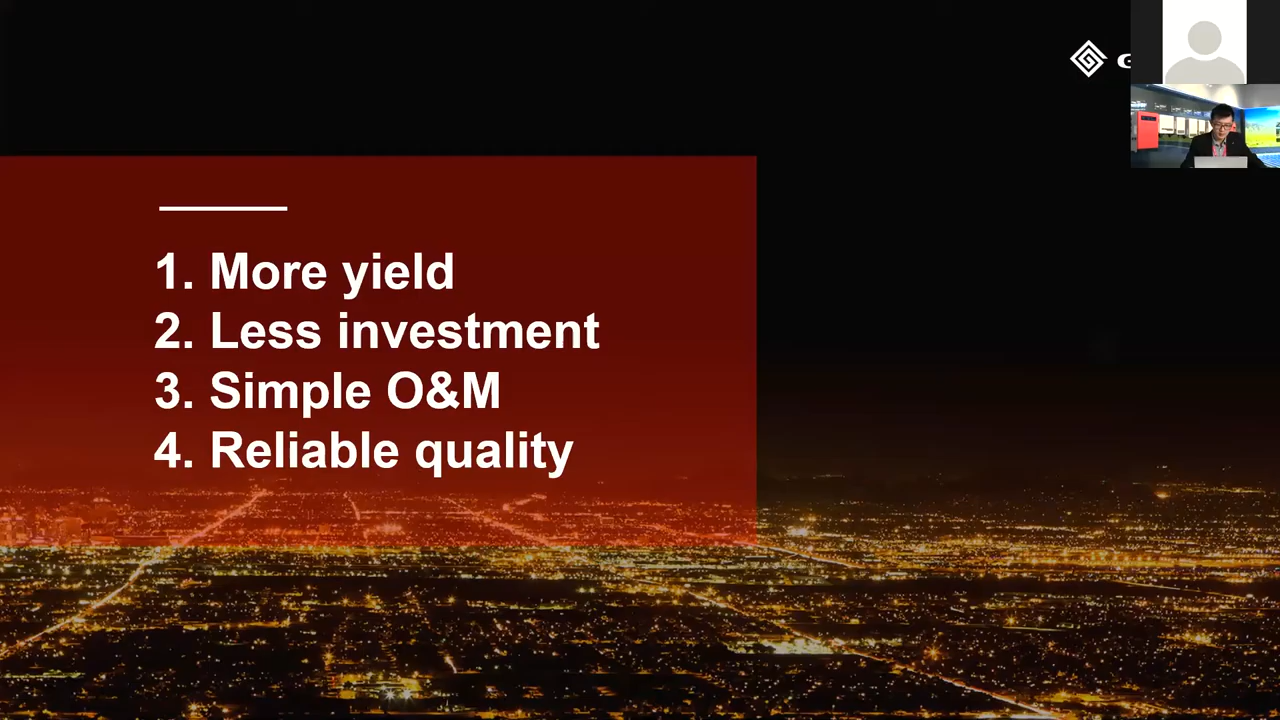 1. More yield
2. Less investment
3. Simple O&M
4. Reliable quality